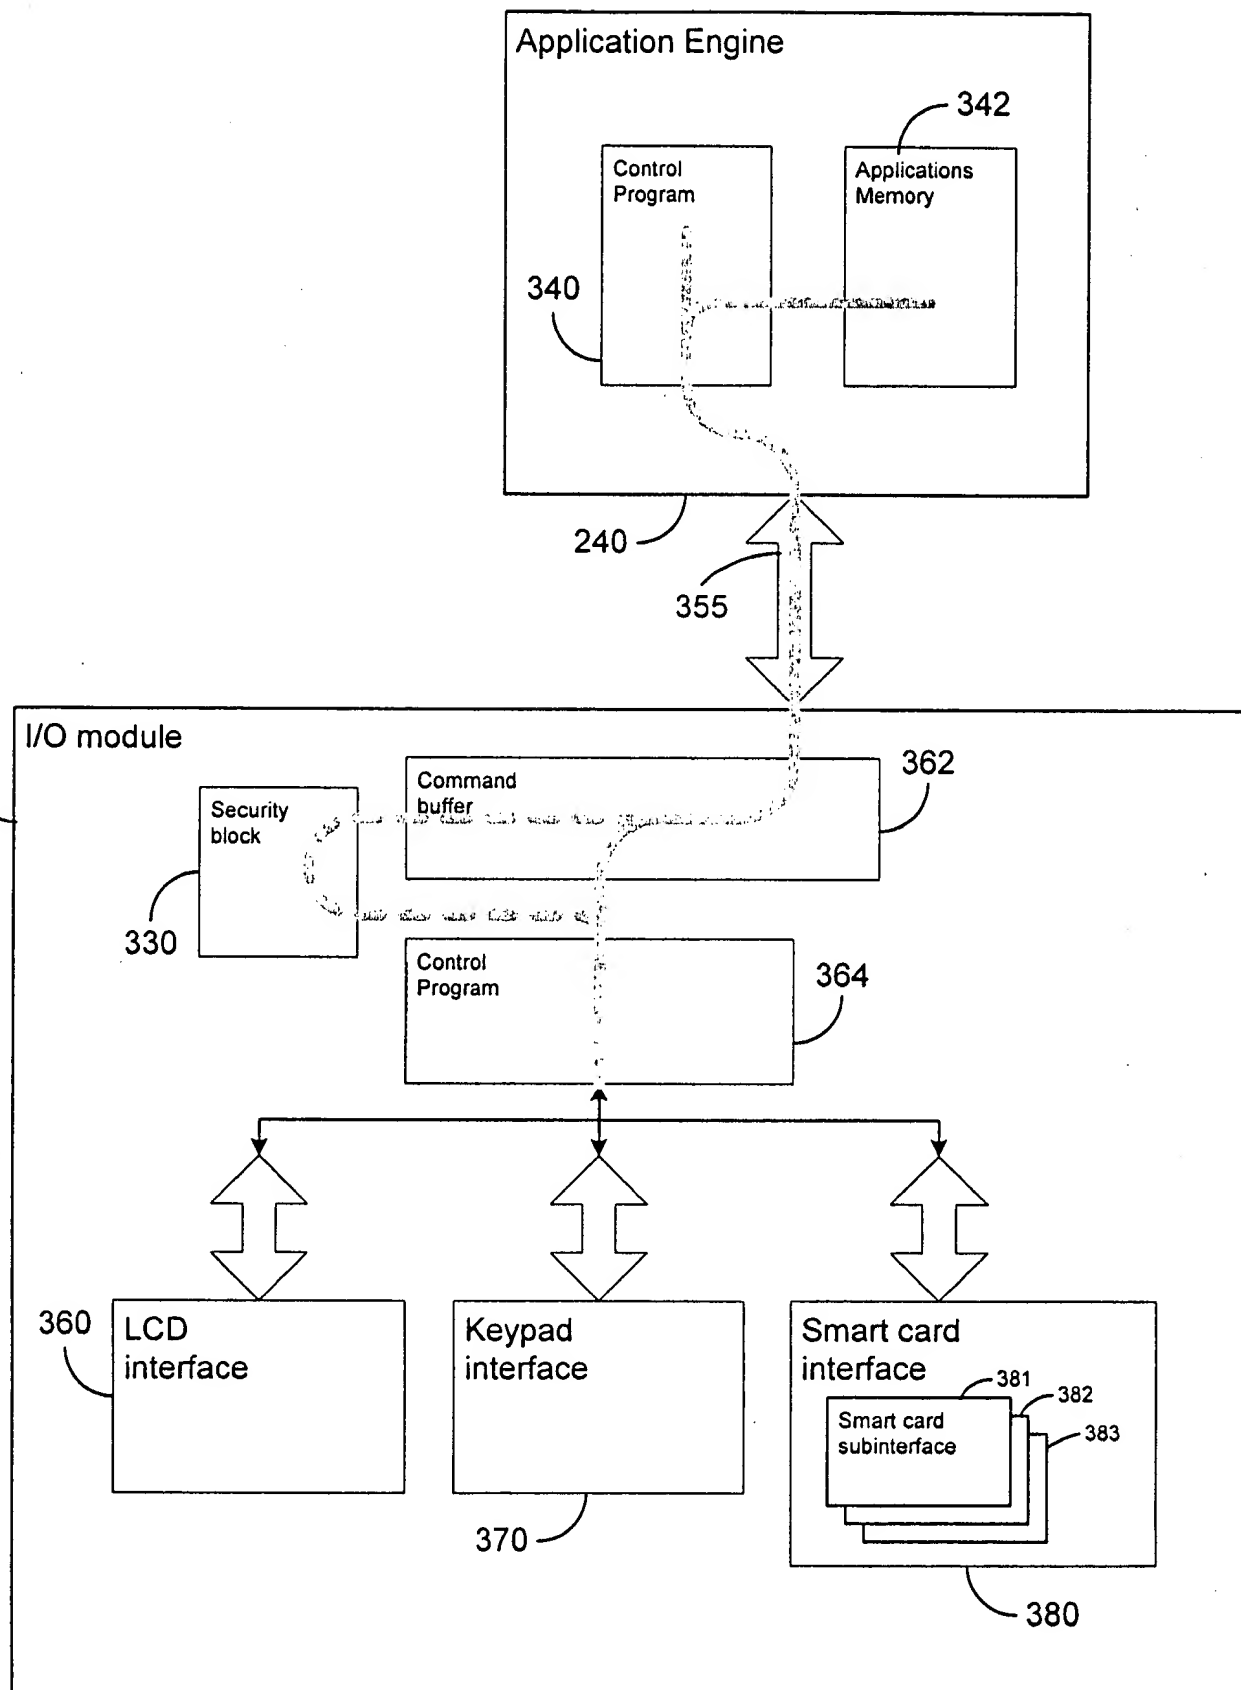 Application Engine
342
Control
Program
Applications
Memory
340
240
355
I/O module
362
Command
buffer
Security
block
330
Control
Program
364
360
LCD
interface
Keypad
interface
Smart card
interface
381
382
383
Smart card
subinterface
370
380